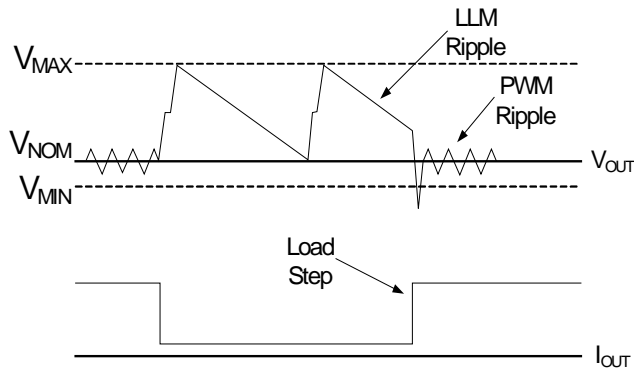 LLM
Ripple
VMAX
PWM
Ripple
VNOM
VOUT
VMIN
Load
Step
IOUT